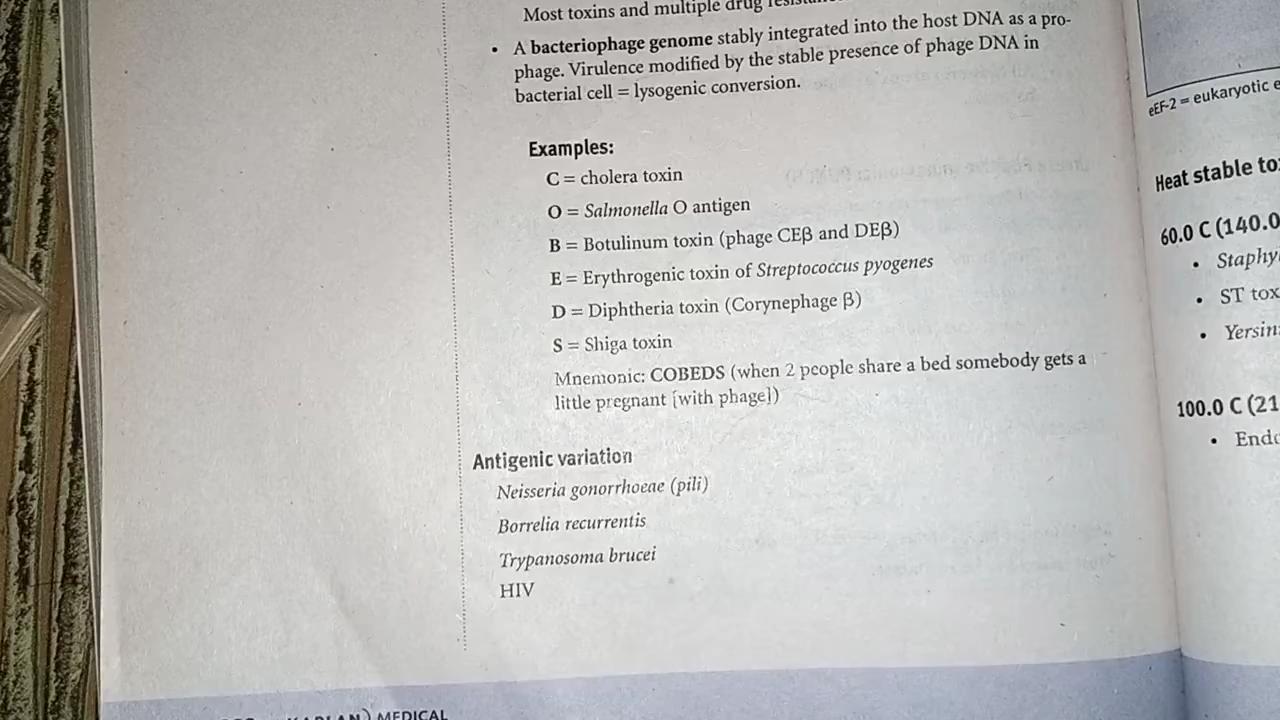 Most toxins and multiple drug
• A bacteriophage genome stably integrated into the host DNA as a pro-
phage. Virulence modified by the stable presence of phage DNA in
bacterial cell = lysogenic conversion.
Examples:
C = cholera toxin
O = Salmonella O antigen
B = Botulinum toxin (phage CEβ and DEβ)
E = Erythrogenic toxin of Streptococcus pyogenes
D = Diphtheria toxin (Corynephage β)
S = Shiga toxin
Mnemonic: COBEDS (when 2 people share a bed somebody gets a
little pregnant [with phage])
Antigenic variation
Neisseria gonorrhoeae (pili)
Borrelia recurrentis
Trypanosoma brucei
HIV
MEDICAL
eEF-2 = eukaryotic e
Heat stable to
60.0 C (140.0
• Staphy
• ST tox
• Yersin
100.0 C (21
• Endo